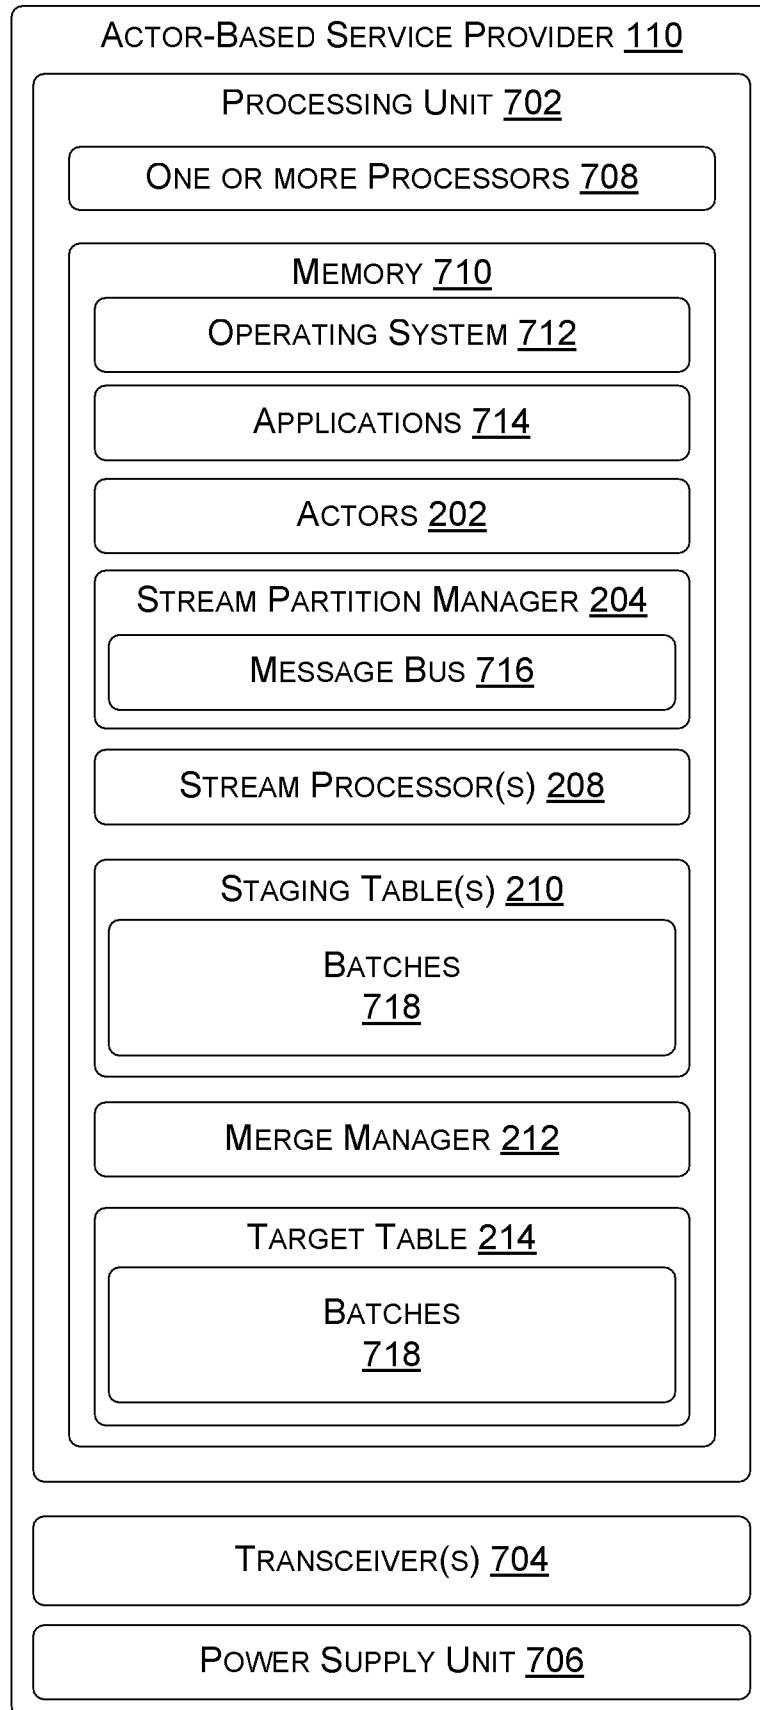 ACTOR-BASED SERVICE PROVIDER 110
PROCESSING UNIT 702
ONE OR MORE PROCESSORS 708
MEMORY 710
OPERATING SYSTEM 712
APPLICATIONS 714
ACTORS 202
STREAM PARTITION MANAGER 204
MESSAGE BUS 716
STREAM PROCESSOR(S) 208
STAGING TABLE(S) 210
BATCHES
718
MERGE MANAGER 212
TARGET TABLE 214
BATCHES
718
TRANSCEIVER(S) 704
POWER SUPPLY UNIT 706